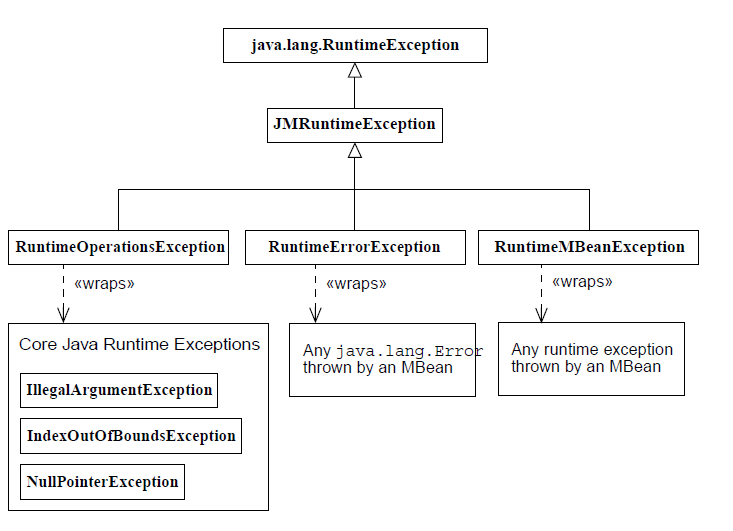 java.lang.RuntimeException
JMRuntimeException
RuntimeOperationsException
RuntimeErrorException
RuntimeMBeanException
«wraps»
«wraps»
«wraps»
Core Java Runtime Exceptions
IllegalArgumentException
IndexOutOfBoundsException
NullPointerException
Any java.lang.Error
thrown by an MBean
Any runtime exception
thrown by an MBean